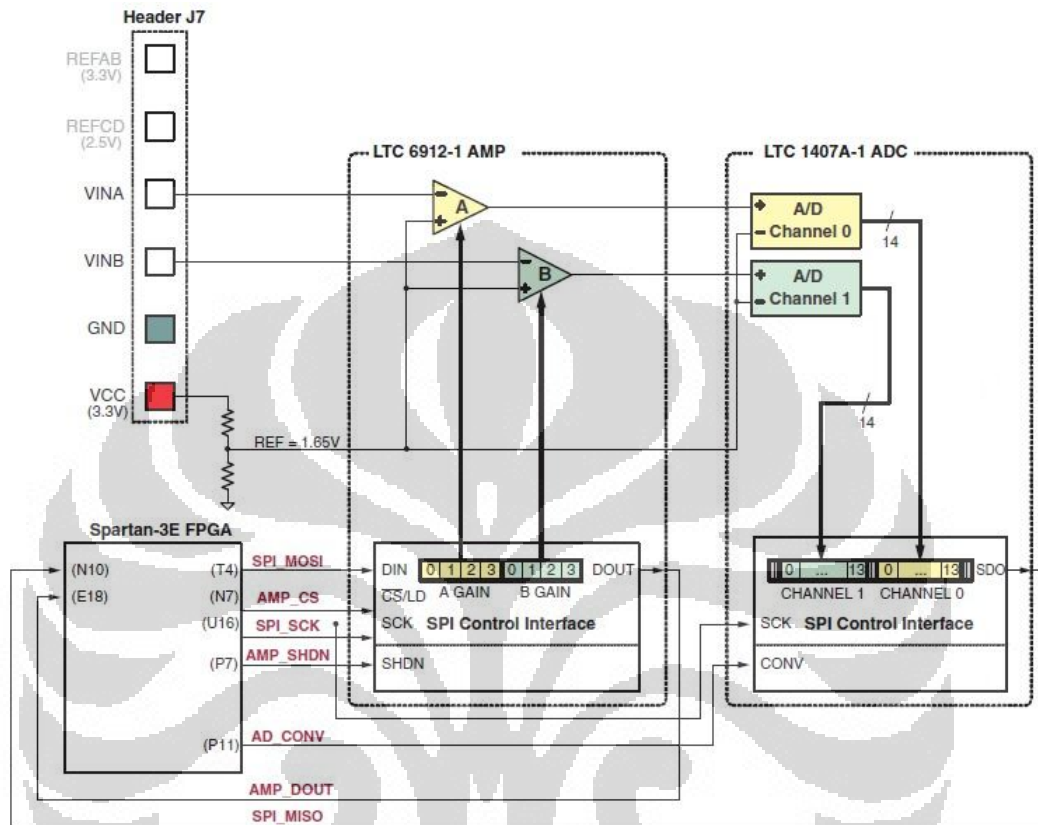 Header J7
REFAB
(3.3V)
REFCD
(2.5V)
VINA
VINB
GND
VCC
(3.3V)
REF = 1.65V
LTC 6912-1 AMP
- A
+
- B
+
LTC 1407A-1 ADC
+ A/D
- Channel 0
14
+ A/D
- Channel 1
14
Spartan-3E FPGA
(N10)
(E18)
(T4)
(N7)
(U16)
(P7)
(P11)
SPI_MOSI
AMP_CS
SPI_SCK
AMP_SHDN
AD_CONV
AMP_DOUT
SPI_MISO
DIN 0 1 2 3 0 1 2 3 DOUT
CS/LD A GAIN B GAIN
SCK SPI Control Interface
SHDN
0 ... 13 0 ... 13 SDO
CHANNEL 1 CHANNEL 0
SCK SPI Control Interface
CONV